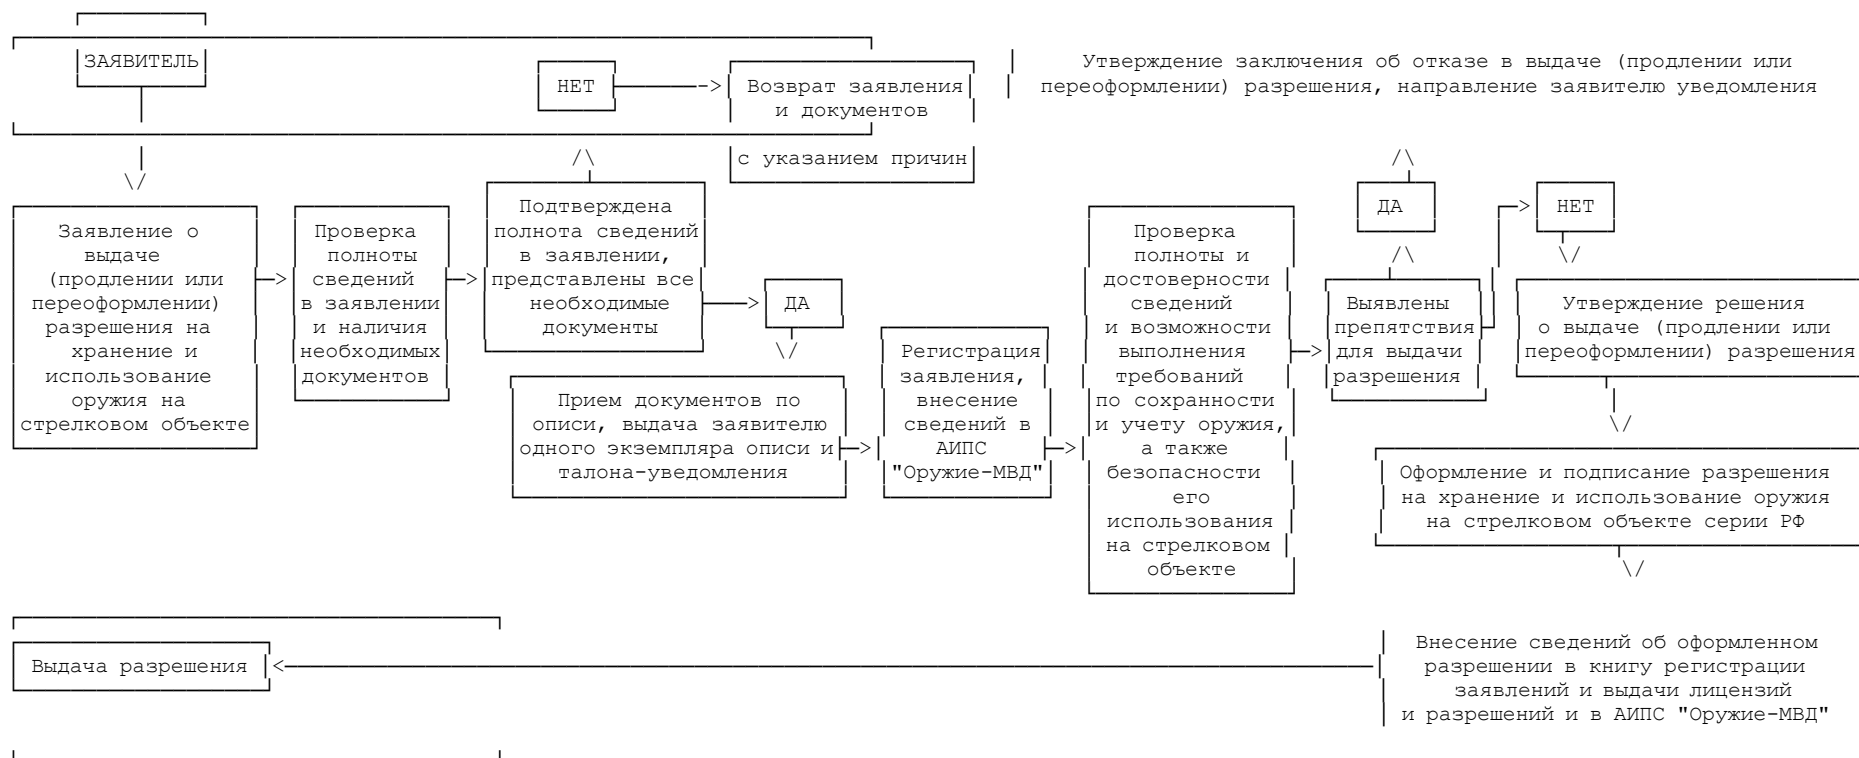 ЗАЯВИТЕЛЬ
НЕТ
Возврат заявления
и документов
с указанием причин
Утверждение заключения об отказе в выдаче (продлении или
переоформлении) разрешения, направление заявителю уведомления
Заявление о
выдаче
(продлении или
переоформлении)
разрешения на
хранение и
использование
оружия на
стрелковом объекте
Проверка
полноты
сведений
в заявлении
и наличия
необходимых
документов
Подтверждена
полнота сведений
в заявлении,
представлены все
необходимые
документы
ДА
Прием документов по
описи, выдача заявителю
одного экземпляра описи и
талона-уведомления
Регистрация
заявления,
внесение
сведений в
АИПС
"Оружие-МВД"
Проверка
полноты и
достоверности
сведений
и возможности
выполнения
требований
по сохранности
и учету оружия,
а также
безопасности
его
использования
на стрелковом
объекте
Выявлены
препятствия
для выдачи
разрешения
ДА
НЕТ
Утверждение решения
о выдаче (продлении или
переоформлении) разрешения
Оформление и подписание разрешения
на хранение и использование оружия
на стрелковом объекте серии РФ
Внесение сведений об оформленном
разрешении в книгу регистрации
заявлений и выдачи лицензий
и разрешений и в АИПС "Оружие-МВД"
Выдача разрешения